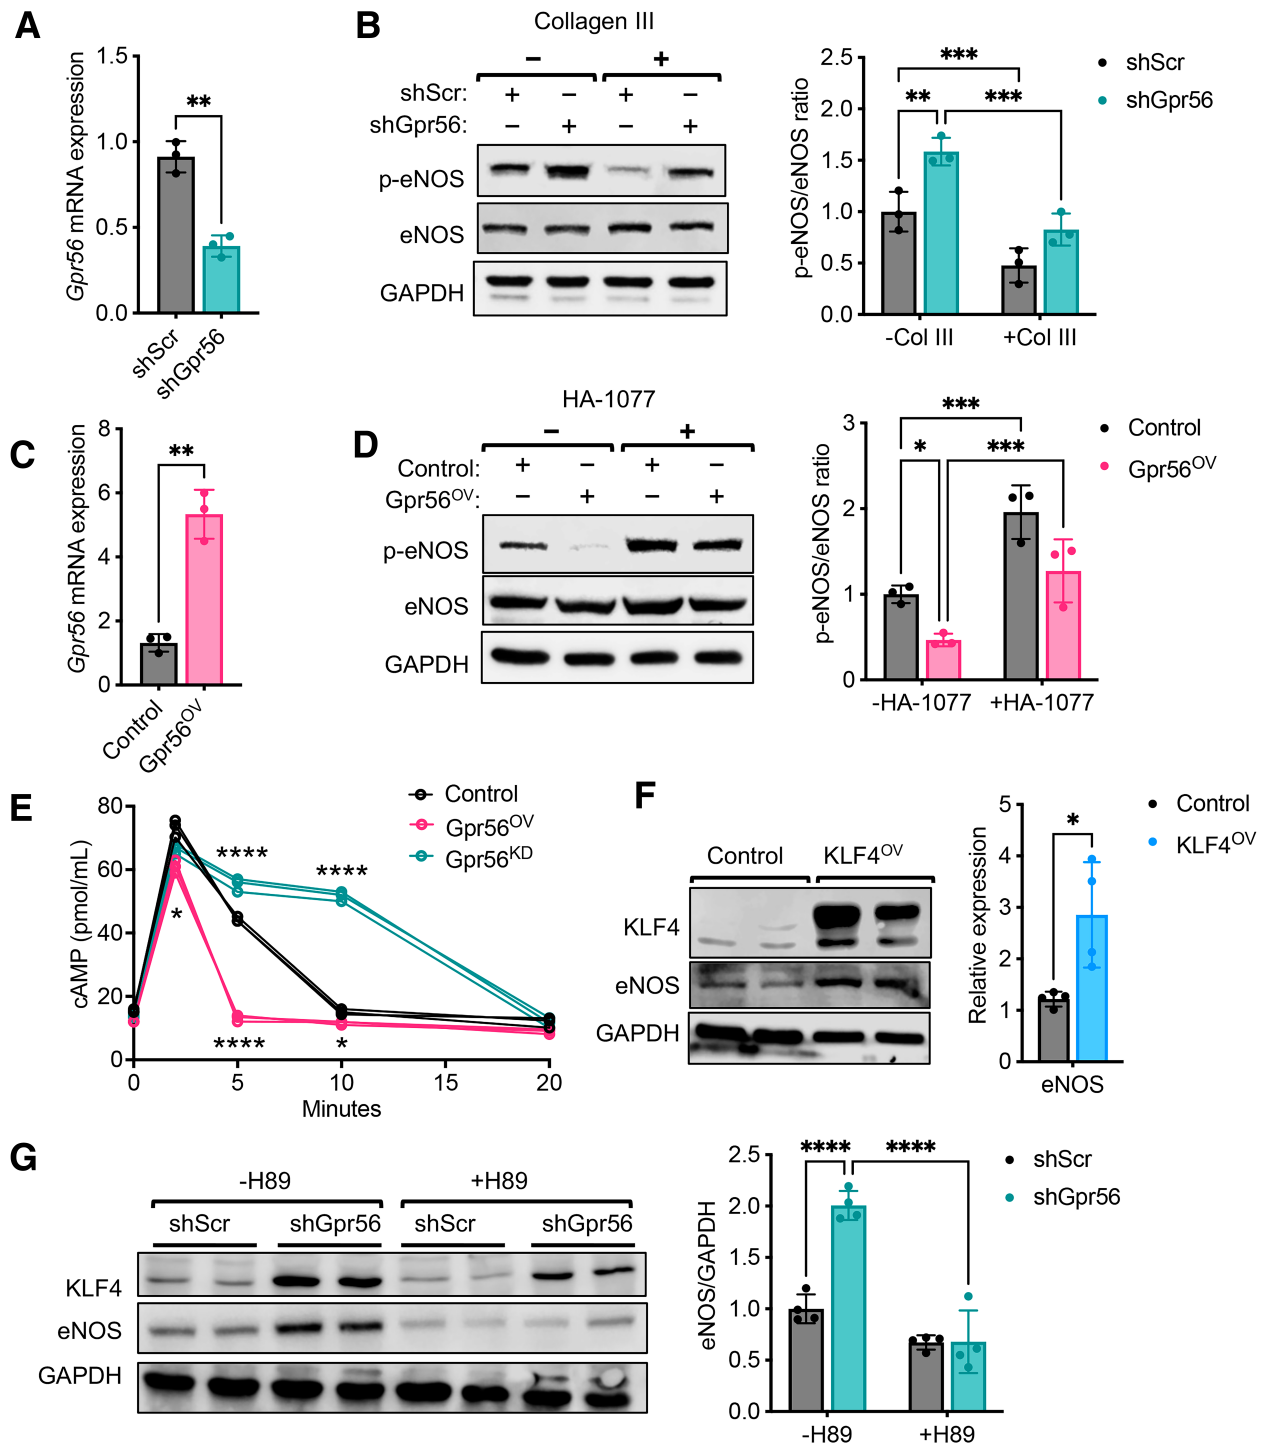 A
Gpr56 mRNA expression
1.5
1.0
0.5
0.0
**
shScr
shGpr56
B
Collagen III
− +
shScr: + − + −
shGpr56: − + − +
p-eNOS
eNOS
GAPDH
p-eNOS/eNOS ratio
2.5
2.0
1.5
1.0
0.5
0.0
***
** ***
-Col III +Col III
shScr
shGpr56
C
Gpr56 mRNA expression
8
6
4
2
0
**
Control
Gpr56OV
D
HA-1077
− +
Control: + − + −
Gpr56OV: − + − +
p-eNOS
eNOS
GAPDH
p-eNOS/eNOS ratio
3
2
1
0
***
* ***
-HA-1077 +HA-1077
Control
Gpr56OV
E
cAMP (pmol/mL)
80
60
40
20
0
**** ****
*
**** *
0 5 10 15 20
Minutes
Control
Gpr56OV
Gpr56KD
F
Control KLF4OV
KLF4
eNOS
GAPDH
Relative expression
5
4
3
2
1
0
*
eNOS
Control
KLF4OV
G
-H89 +H89
shScr shGpr56 shScr shGpr56
KLF4
eNOS
GAPDH
eNOS/GAPDH
2.5
2.0
1.5
1.0
0.5
0.0
**** ****
-H89 +H89
shScr
shGpr56